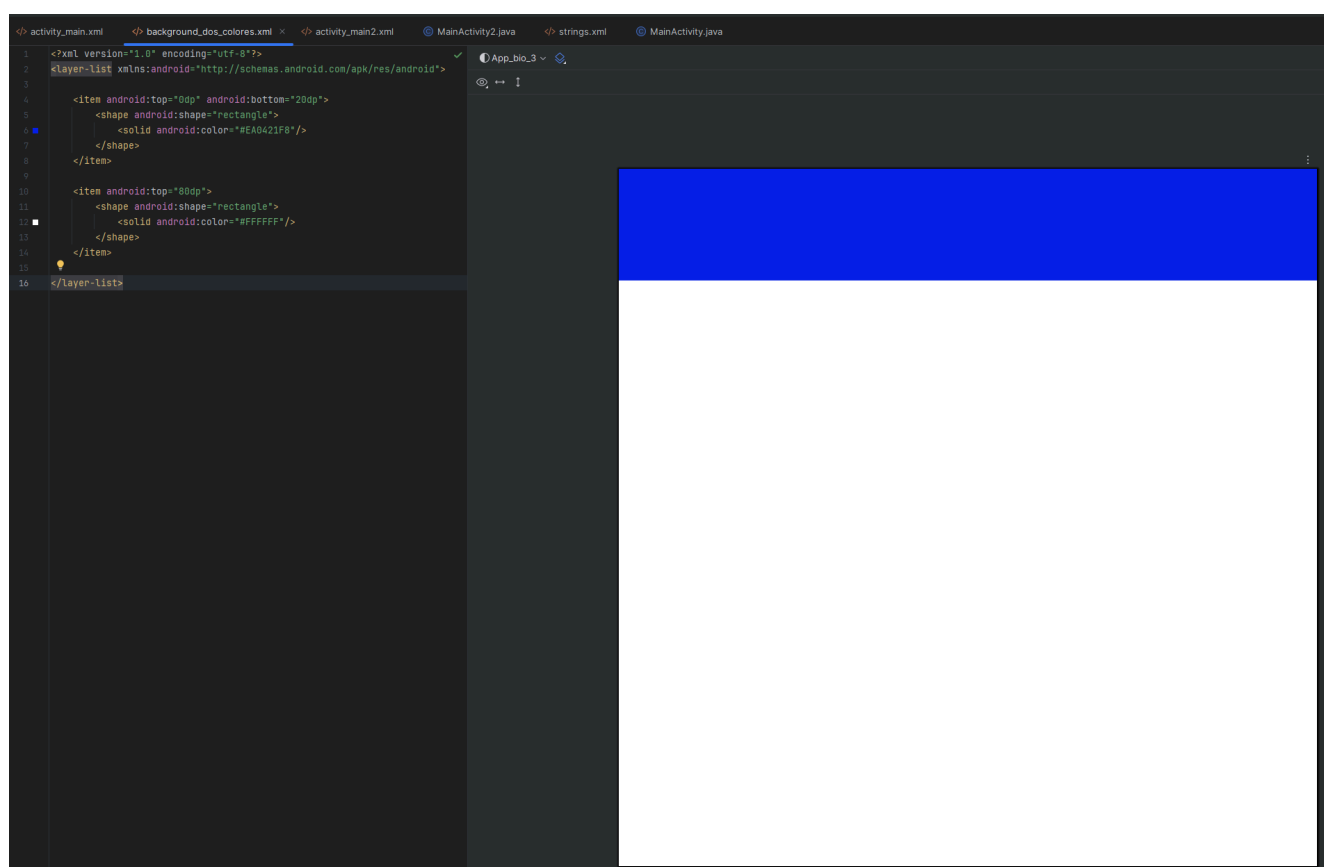 </> activity_main.xml </> background_dos_colores.xml × </> activity_main2.xml © MainActivity2.java </> strings.xml © MainActivity.java
App_bio_3
1 <?xml version="1.0" encoding="utf-8"?>
2 <layer-list xmlns:android="http://schemas.android.com/apk/res/android">
3
4 <item android:top="0dp" android:bottom="20dp">
5 <shape android:shape="rectangle">
6 <solid android:color="#EA0421F8"/>
7 </shape>
8 </item>
9
10 <item android:top="80dp">
11 <shape android:shape="rectangle">
12 <solid android:color="#FFFFFF"/>
13 </shape>
14 </item>
15
16 </layer-list>